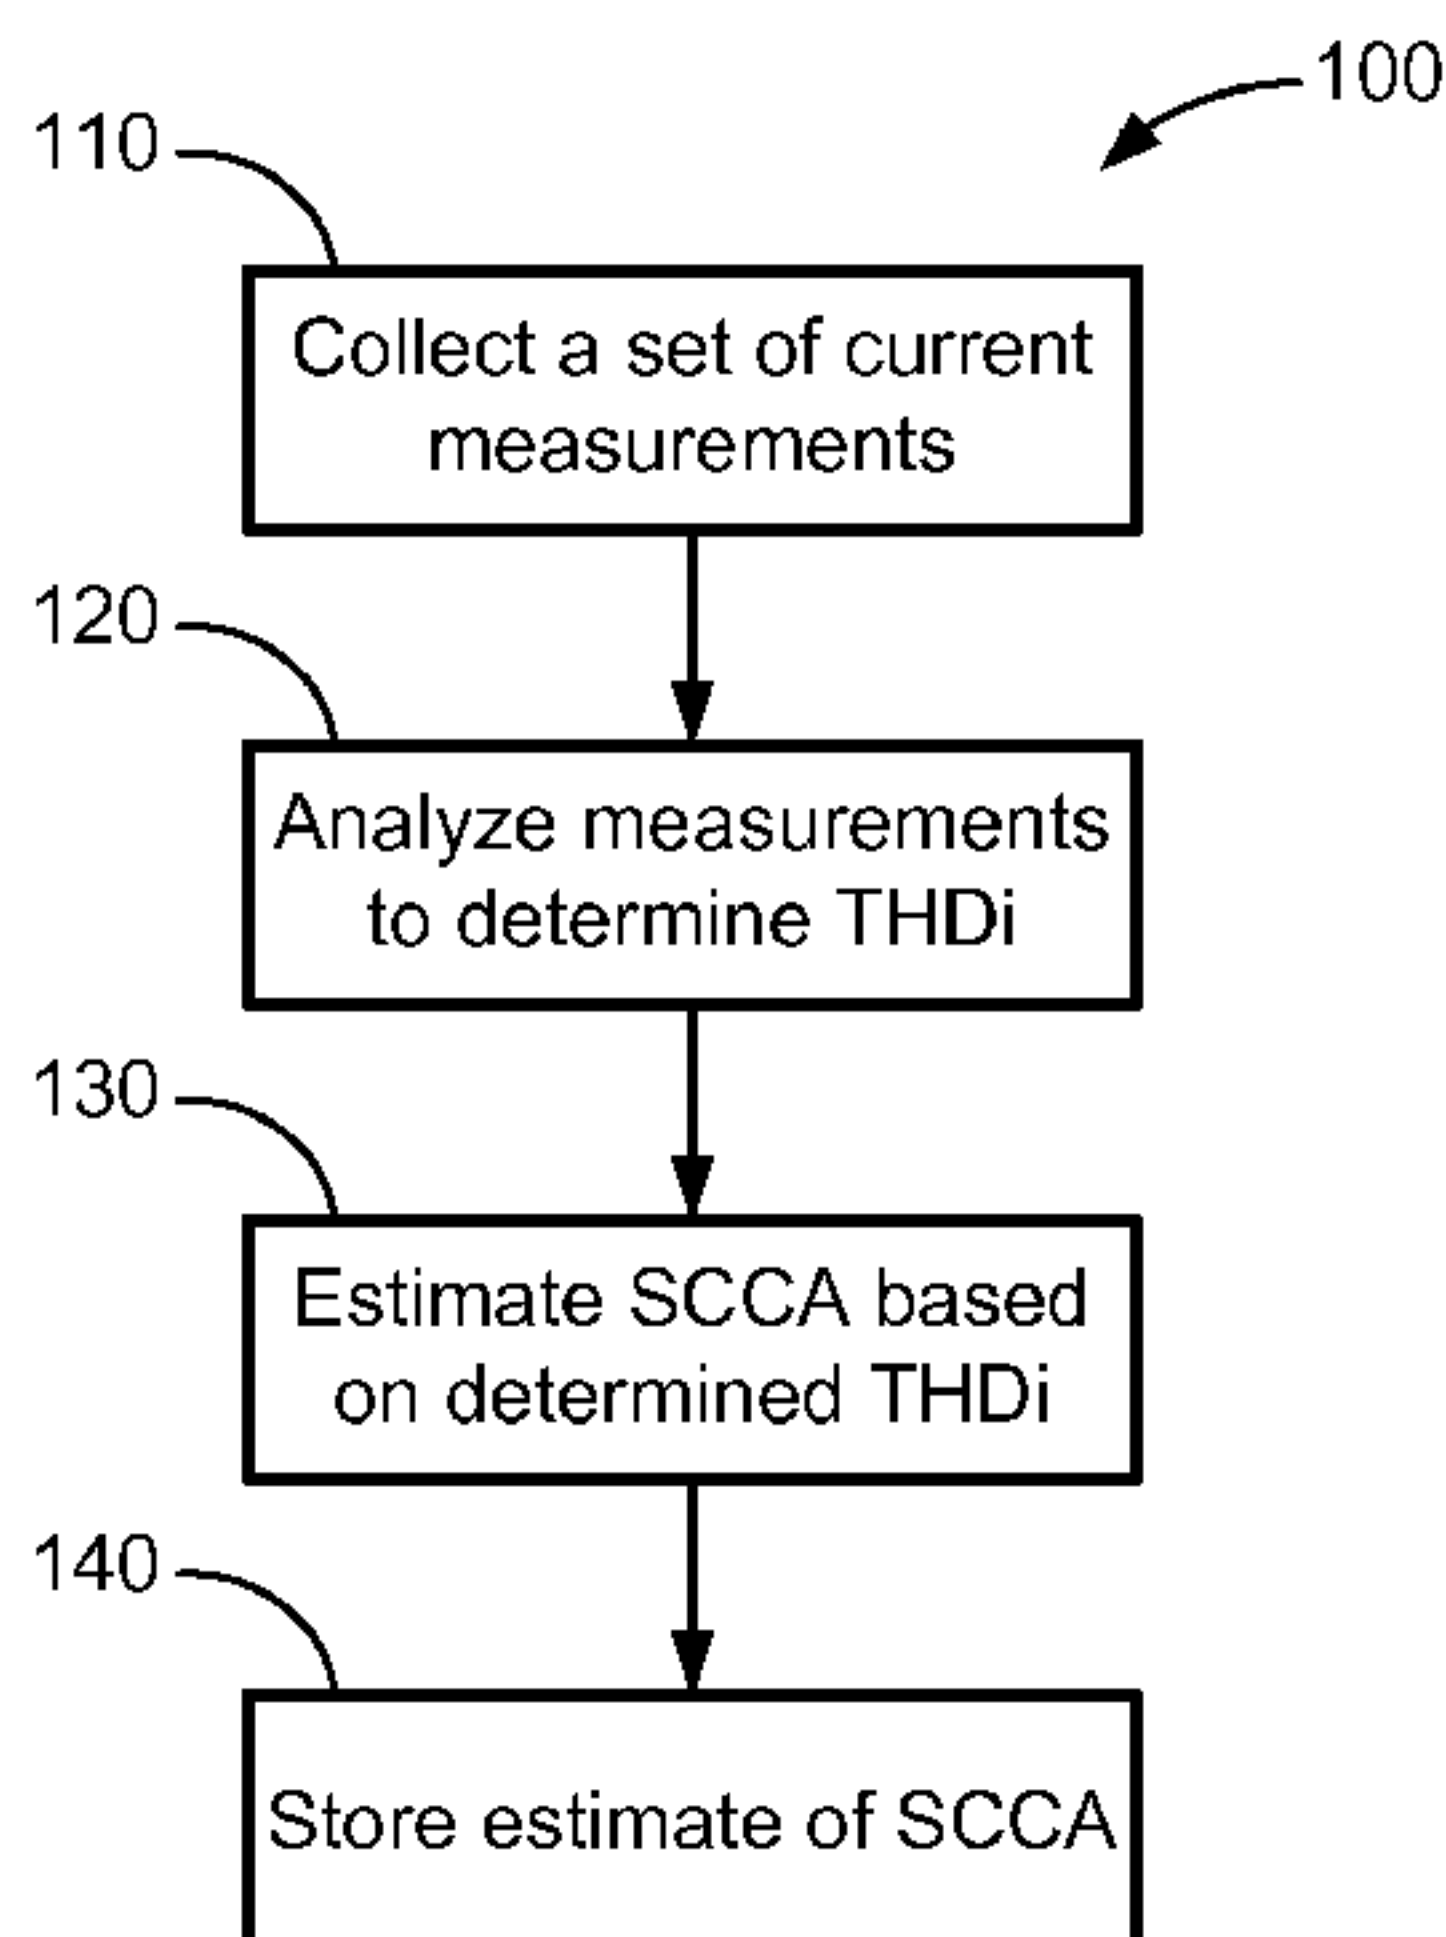 100
110
Collect a set of current
measurements
120
Analyze measurements
to determine THDi
130
Estimate SCCA based
on determined THDi
140
Store estimate of SCCA